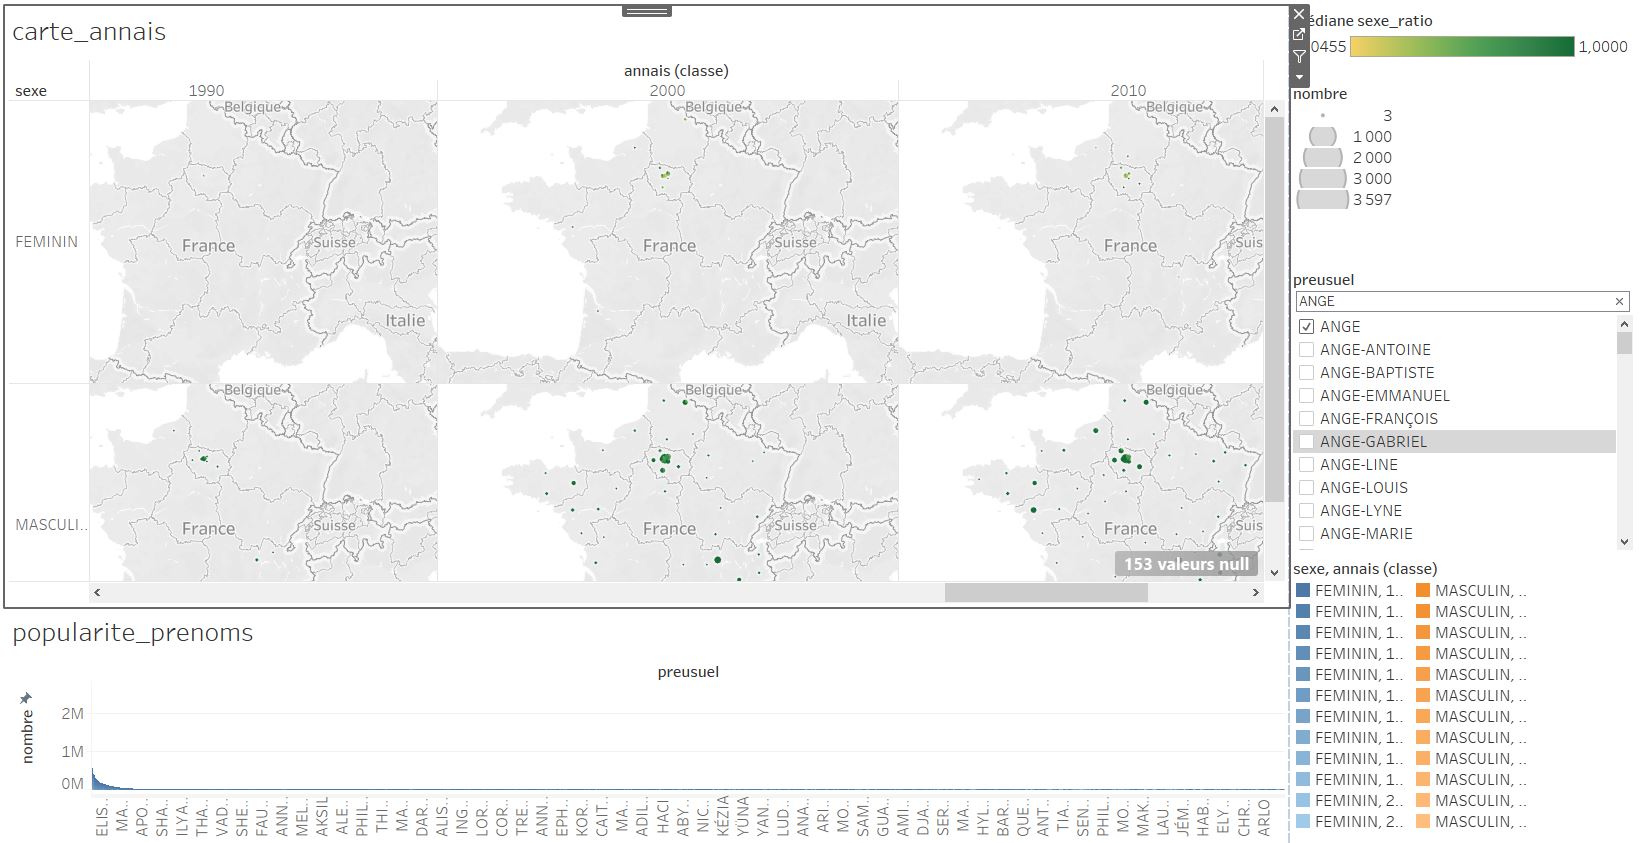 carte_annais
annais (classe)
sexe
1990
2000
2010
Belgique
Belgique
Belgique
FEMININ
France
Suisse
France
Suisse
France
Suis
Italie
Italie
Belgique
Belgique
Belgique
MASCULI..
France
Suisse
France
Suisse
France
Suis
153 valeurs null
popularite_prenoms
preusuel
nombre
2M
1M
0M
ELIS..
MA..
APO..
SHA..
ILYA..
THA..
VAD..
SHE..
FAU..
ANN..
MEL..
AKSIL
ALE..
PHIL..
THI..
MA..
DAR..
ALIS..
ING..
LOR..
COR..
TRE..
ANN..
EPH..
KOR..
CAIT..
MA..
ADIL..
HACI
ABY..
NIC..
KÉZIA
YÜNA
YAN..
LUD..
ANA..
ARI..
MO..
SAM..
GUA..
AMI..
DJA..
SER..
MA..
HYL..
BAR..
QUE..
ANT..
TIA..
SEN..
PHIL..
MO..
MAK..
LAU..
JÉM..
HAB..
ELY..
CHR..
ARLO
édiane sexe_ratio
0455
1,0000
nombre
3
1 000
2 000
3 000
3 597
preusuel
ANGE
ANGE
ANGE-ANTOINE
ANGE-BAPTISTE
ANGE-EMMANUEL
ANGE-FRANÇOIS
ANGE-GABRIEL
ANGE-LINE
ANGE-LOUIS
ANGE-LYNE
ANGE-MARIE
sexe, annais (classe)
FEMININ, 1.. MASCULIN, ..
FEMININ, 1.. MASCULIN, ..
FEMININ, 1.. MASCULIN, ..
FEMININ, 1.. MASCULIN, ..
FEMININ, 1.. MASCULIN, ..
FEMININ, 1.. MASCULIN, ..
FEMININ, 1.. MASCULIN, ..
FEMININ, 1.. MASCULIN, ..
FEMININ, 1.. MASCULIN, ..
FEMININ, 1.. MASCULIN, ..
FEMININ, 2.. MASCULIN, ..
FEMININ, 2.. MASCULIN, ..